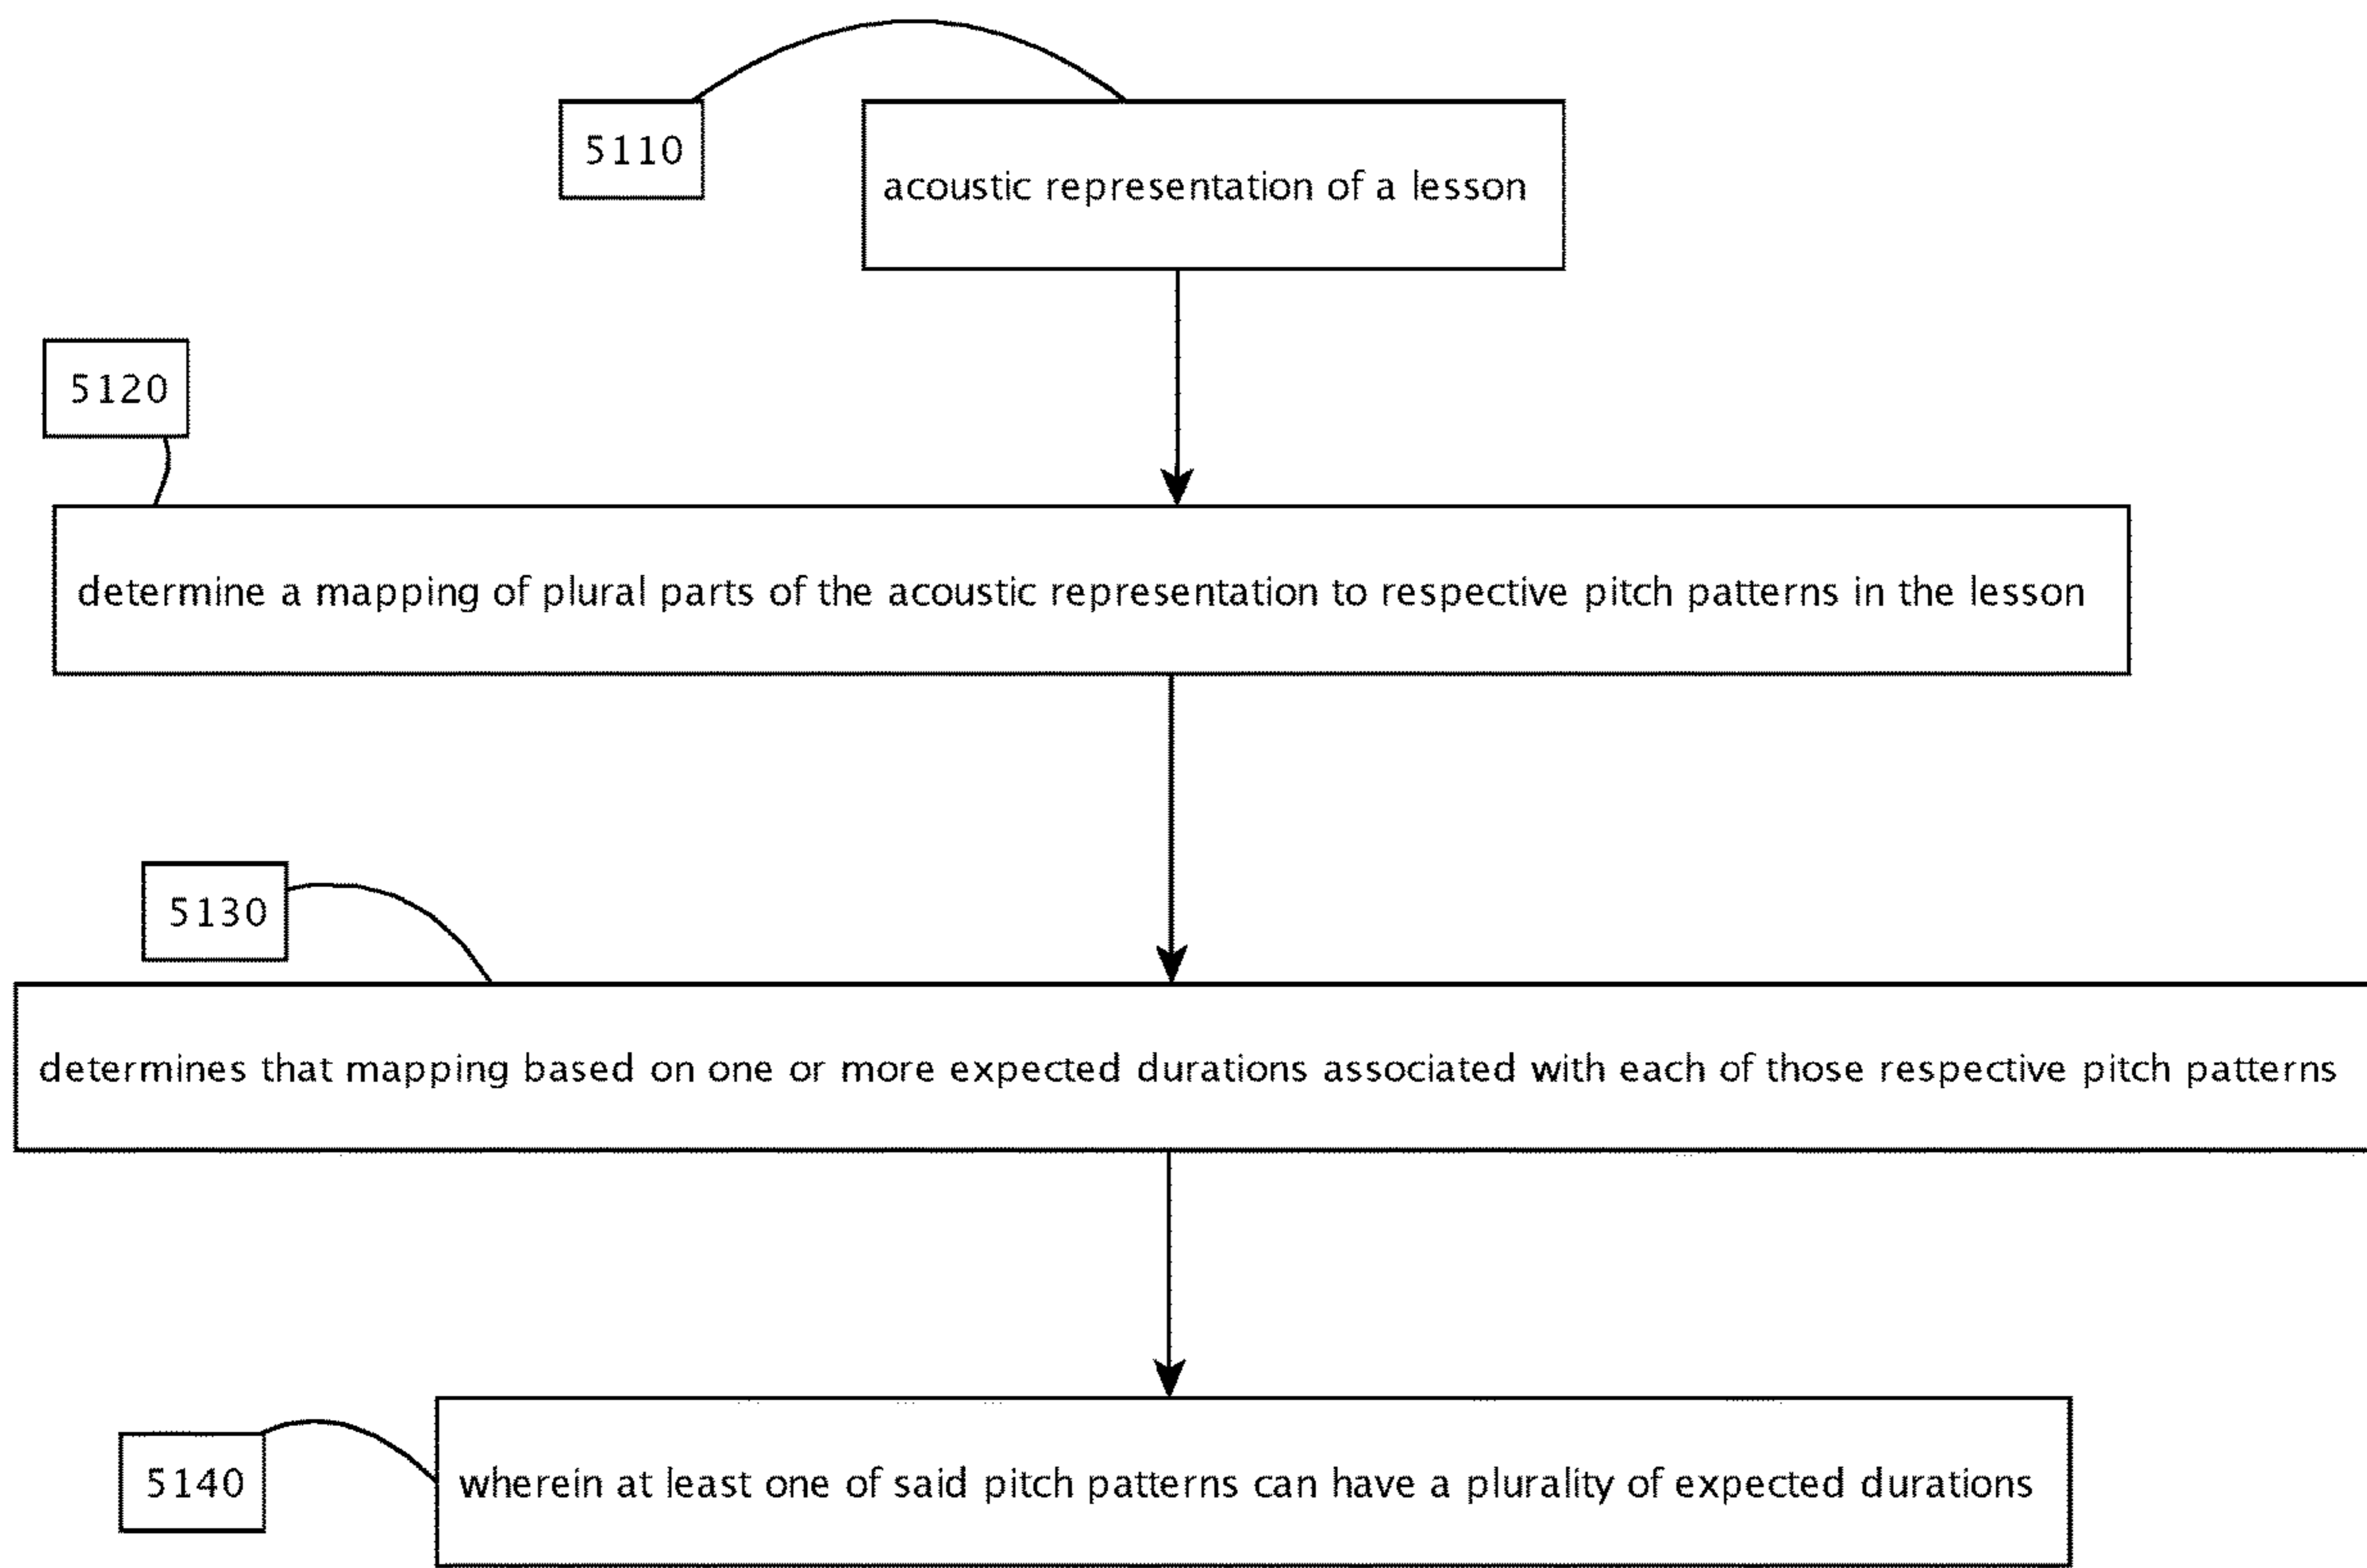 5110
acoustic representation of a lesson
5120
determine a mapping of plural parts of the acoustic representation to respective pitch patterns in the lesson
5130
determines that mapping based on one or more expected durations associated with each of those respective pitch patterns
5140
wherein at least one of said pitch patterns can have a plurality of expected durations